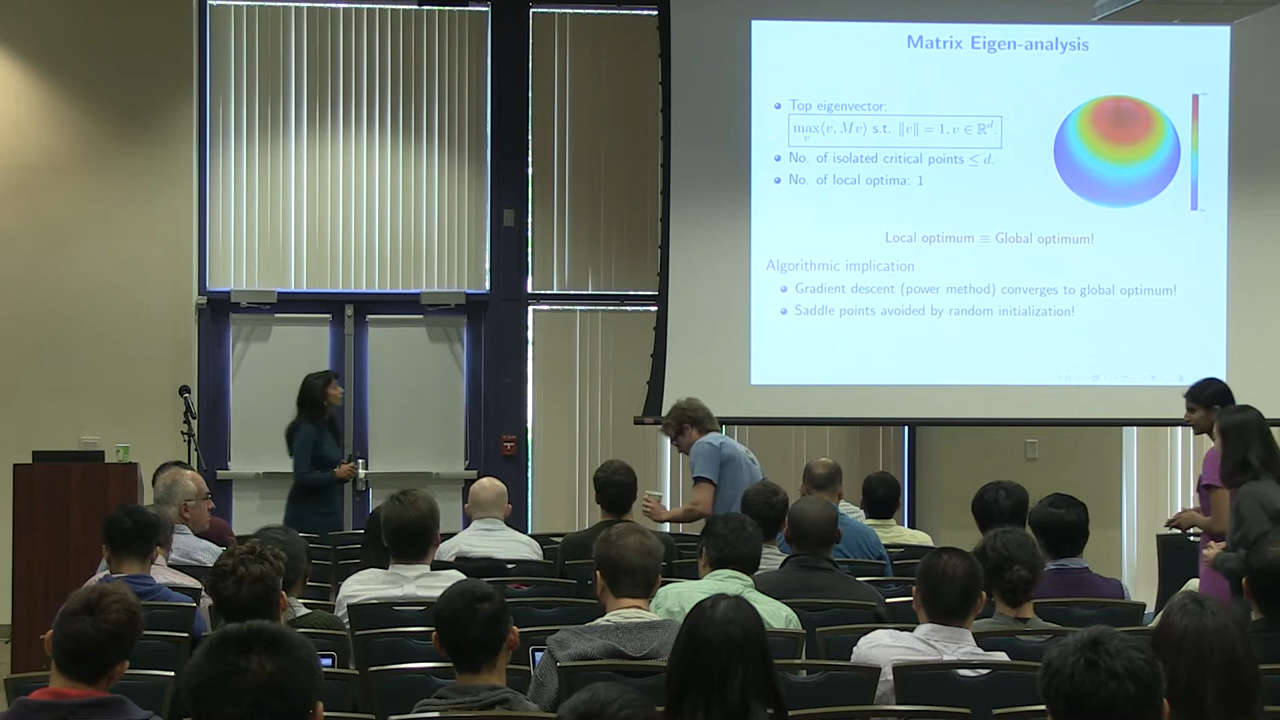 Matrix Eigen-analysis
Top eigenvector:
max_v ⟨v, Mv⟩ s.t. ‖v‖ = 1, v ∈ ℝ^d.
No. of isolated critical points ≤ d.
No. of local optima: 1
Local optimum ≡ Global optimum!
Algorithmic implication
Gradient descent (power method) converges to global optimum!
Saddle points avoided by random initialization!